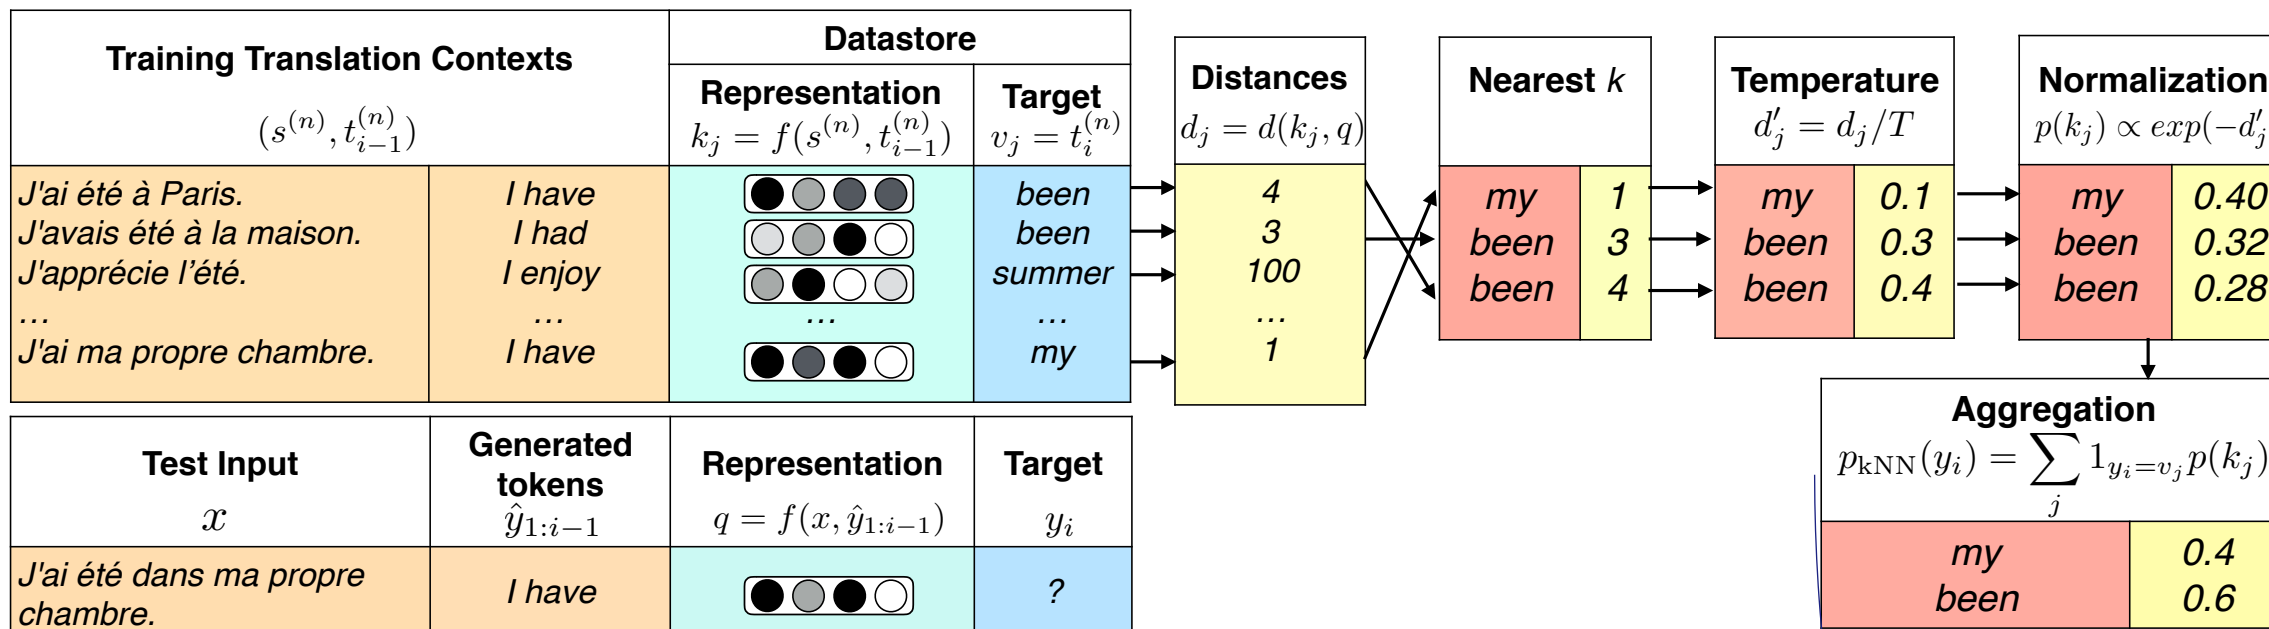 Training Translation Contexts
(s^{(n)}, t_{i-1}^{(n)})
Datastore
Representation
k_j = f(s^{(n)}, t_{i-1}^{(n)})
Target
v_j = t_i^{(n)}
Distances
d_j = d(k_j, q)
Nearest k
Temperature
d'_j = d_j/T
Normalization
p(k_j) ∝ exp(-d'_j
J'ai été à Paris. I have been 4
J'avais été à la maison. I had been 3
J'apprécie l'été. I enjoy summer 100
... ... ... ... ...
J'ai ma propre chambre. I have my 1
my 1 my 0.1 my 0.40
been 3 been 0.3 been 0.32
been 4 been 0.4 been 0.28
Aggregation
p_{kNN}(y_i) = ∑_j 1_{y_i=v_j} p(k_j)
my 0.4
been 0.6
Test Input
x
Generated
tokens
ŷ_{1:i-1}
Representation
q = f(x, ŷ_{1:i-1})
Target
y_i
J'ai été dans ma propre
chambre.
I have
?